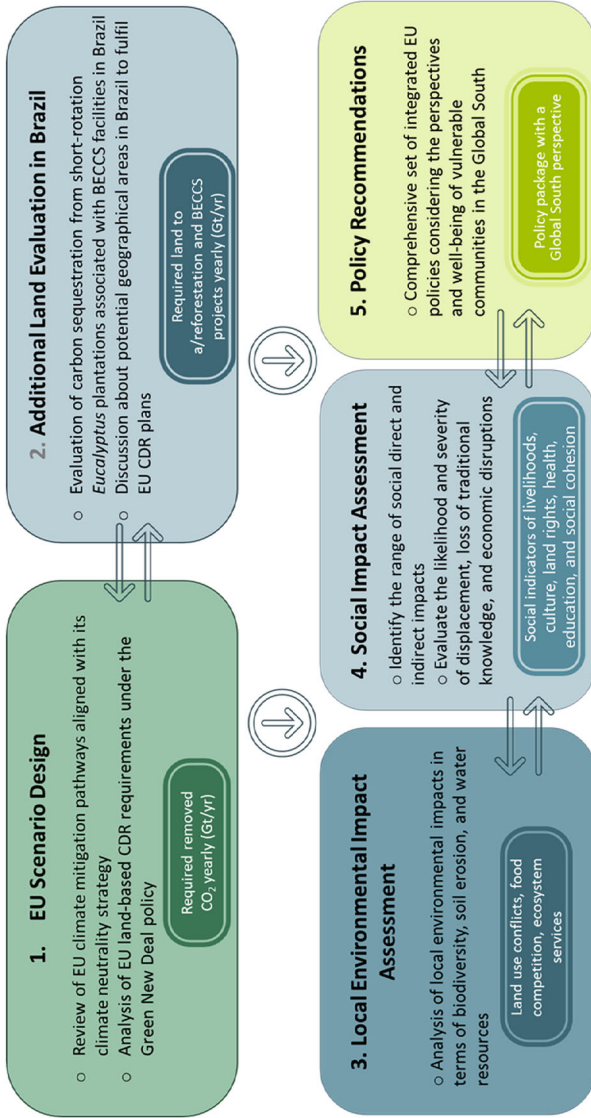 1. EU Scenario Design
○ Review of EU climate mitigation pathways aligned with its
climate neutrality strategy
○ Analysis of EU land-based CDR requirements under the
Green New Deal policy
Required removed
CO₂ yearly (Gt/yr)
2. Additional Land Evaluation in Brazil
○ Evaluation of carbon sequestration from short-rotation
Eucalyptus plantations associated with BECCS facilities in Brazil
○ Discussion about potential geographical areas in Brazil to fulfil
EU CDR plans
Required land to
a/reforestation and BECCS
projects yearly (Gt/yr)
3. Local Environmental Impact
Assessment
○ Analysis of local environmental impacts in
terms of biodiversity, soil erosion, and water
resources
Land use conflicts, food
competition, ecosystem
services
4. Social Impact Assessment
○ Identify the range of social direct and
indirect impacts
○ Evaluate the likelihood and severity
of displacement, loss of traditional
knowledge, and economic disruptions
Social indicators of livelihoods,
culture, land rights, health,
education, and social cohesion
5. Policy Recommendations
○ Comprehensive set of integrated EU
policies considering the perspectives
and well-being of vulnerable
communities in the Global South
Policy package with a
Global South perspective